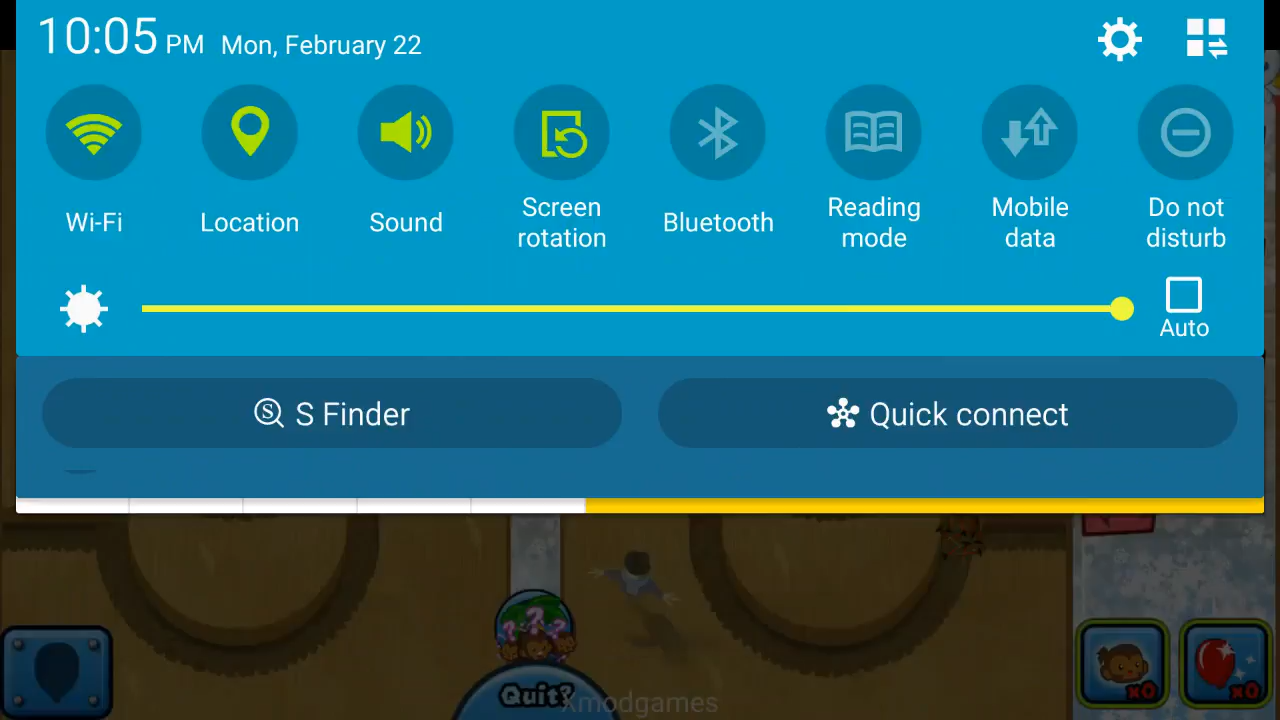 10:05 PM Mon, February 22
Wi-Fi
Location
Sound
Screen
rotation
Bluetooth
Reading
mode
Mobile
data
Do not
disturb
Auto
S Finder
Quick connect
???
x0
x0
Quit?
Xmodgames